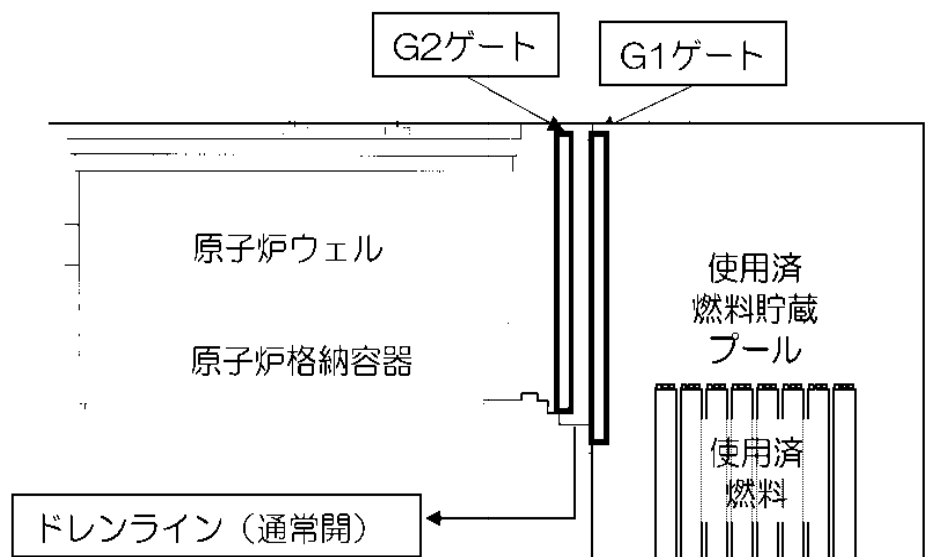 G2ゲート
G1ゲート
原子炉ウェル
使用済
燃料貯蔵
プール
原子炉格納容器
使用済
燃料
ドレンライン（通常開）